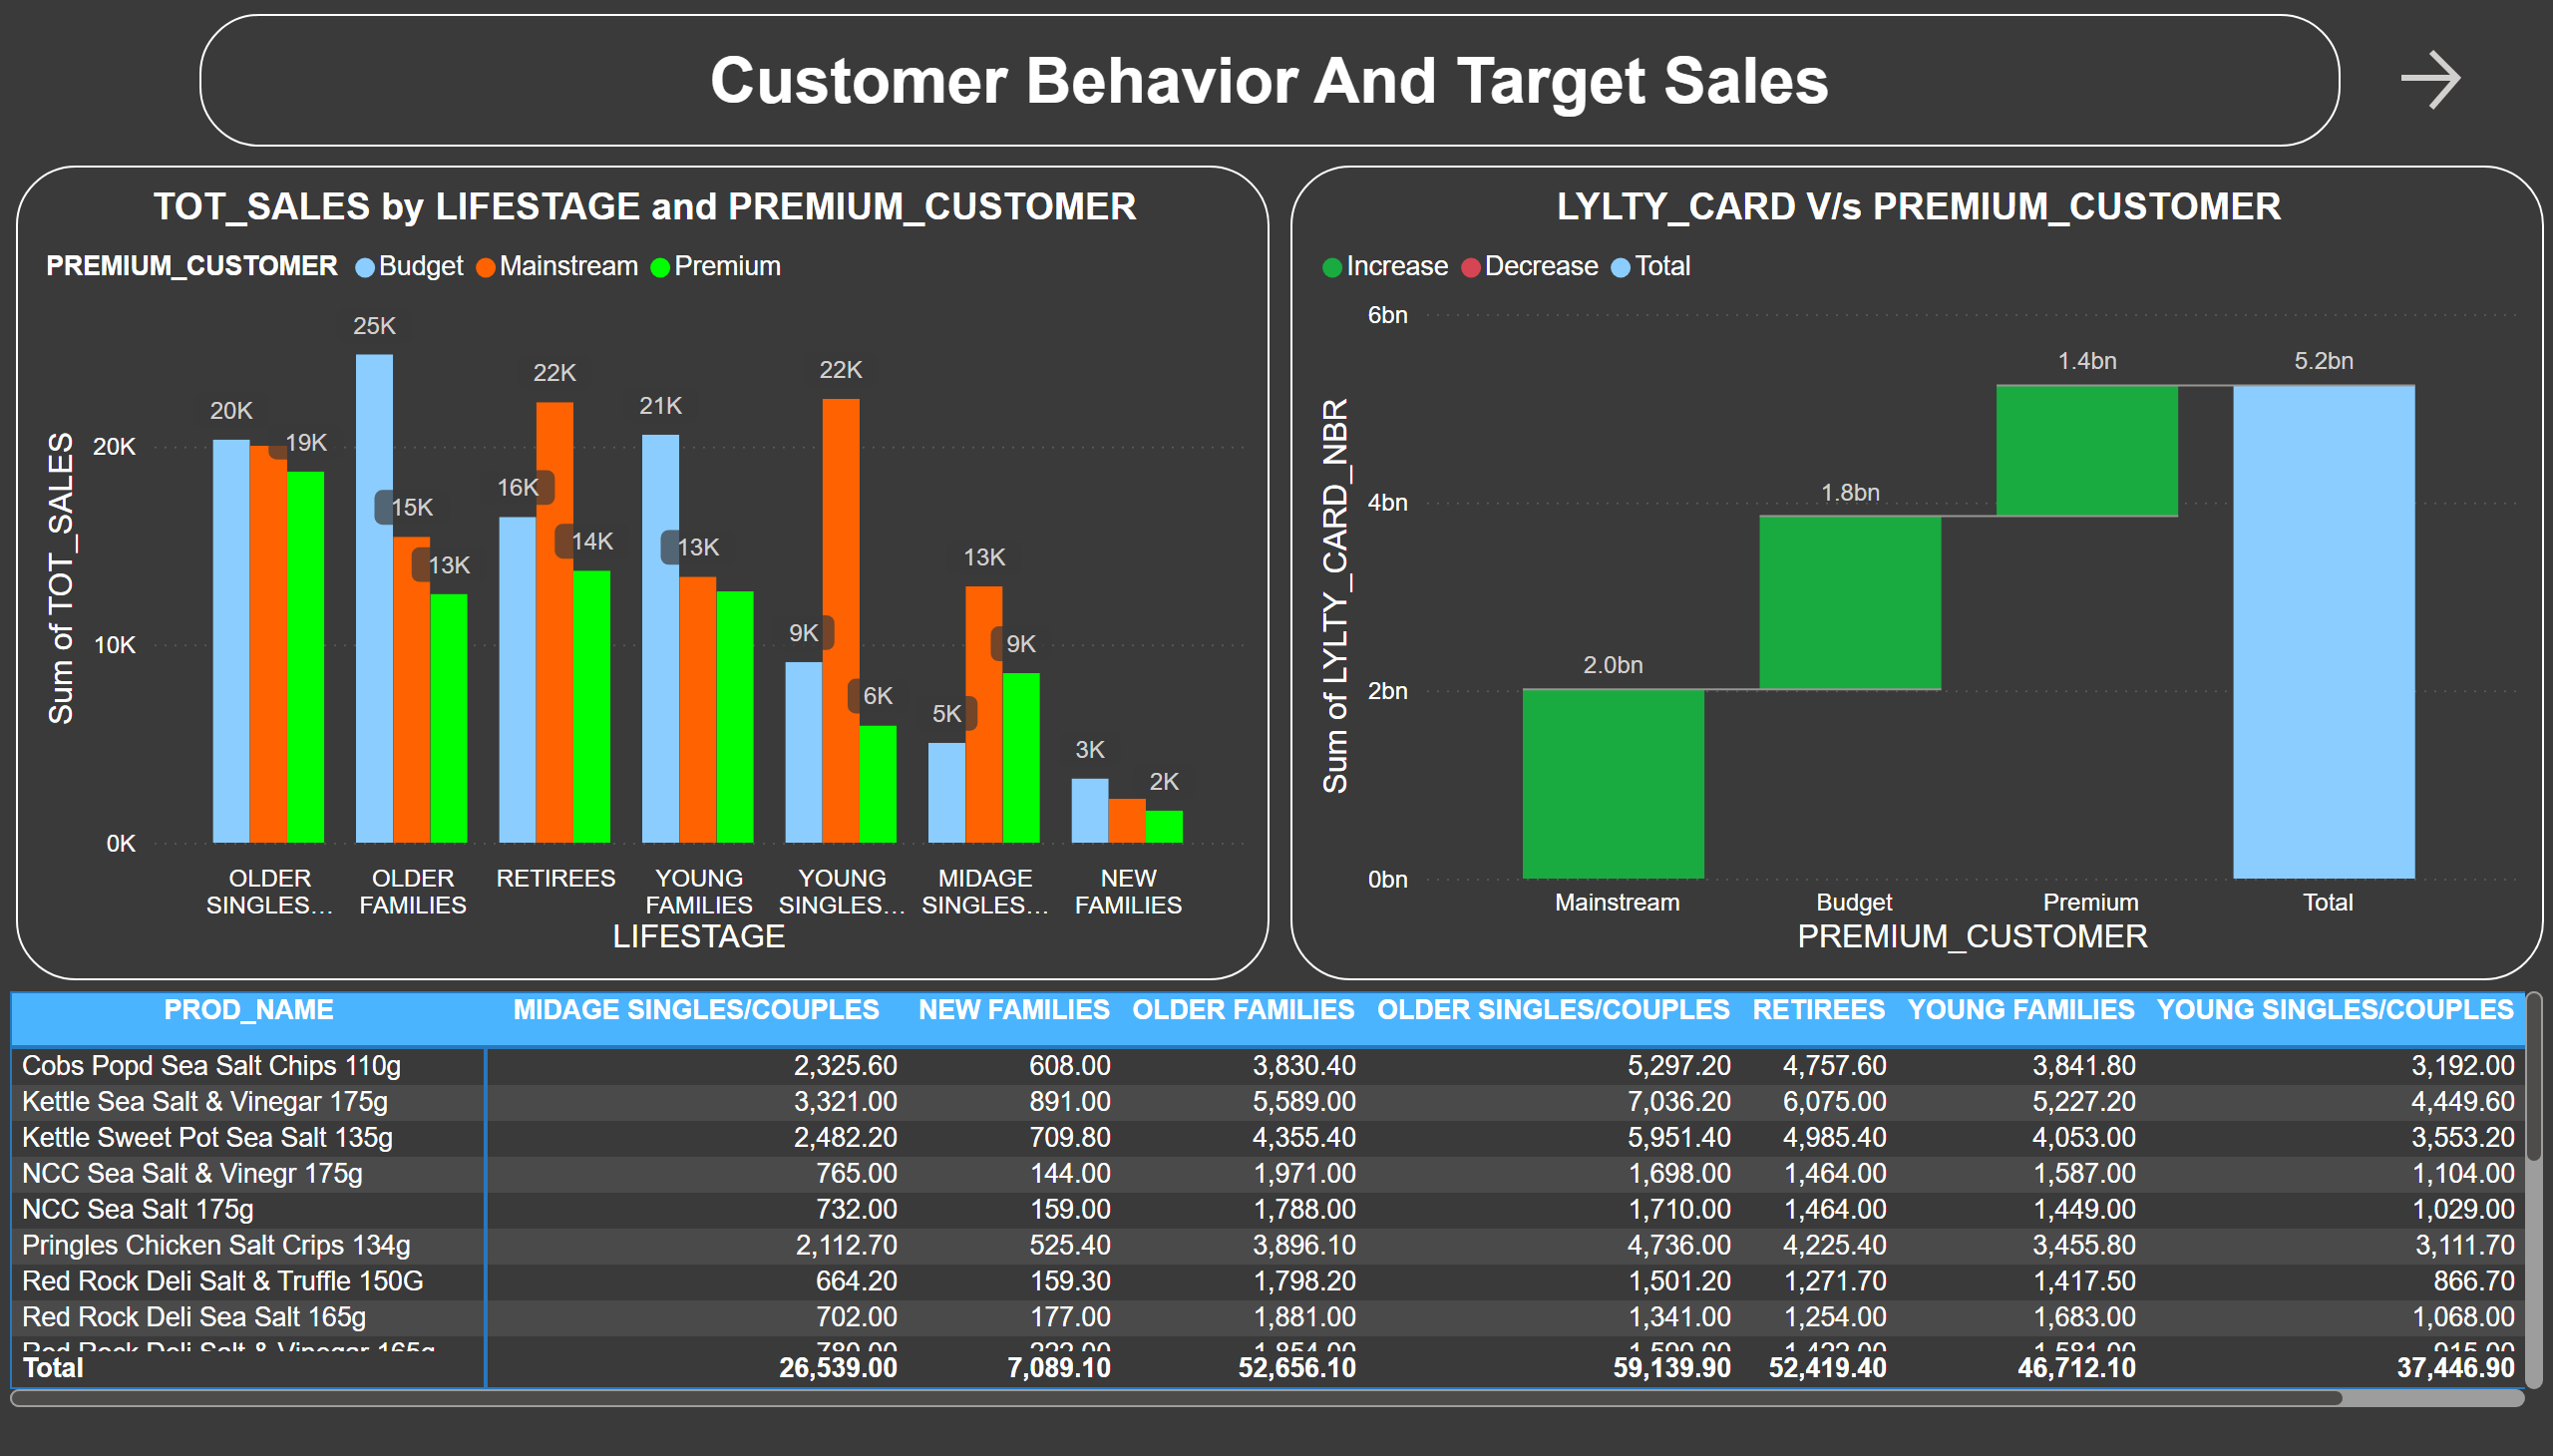 Customer Behavior And Target Sales
TOT_SALES by LIFESTAGE and PREMIUM_CUSTOMER
PREMIUM_CUSTOMER Budget Mainstream Premium
Sum of TOT_SALES
20K
10K
0K
20K
19K
25K
15K
13K
16K
22K
14K
21K
13K
9K
22K
6K
5K
13K
9K
3K
2K
OLDER SINGLES…
OLDER FAMILIES
RETIREES
YOUNG FAMILIES
YOUNG SINGLES…
MIDAGE SINGLES…
NEW FAMILIES
LIFESTAGE
LYLTY_CARD V/s PREMIUM_CUSTOMER
Increase Decrease Total
Sum of LYLTY_CARD_NBR
6bn
4bn
2bn
0bn
2.0bn
1.8bn
1.4bn
5.2bn
Mainstream Budget Premium Total
PREMIUM_CUSTOMER
PROD_NAME MIDAGE SINGLES/COUPLES NEW FAMILIES OLDER FAMILIES OLDER SINGLES/COUPLES RETIREES YOUNG FAMILIES YOUNG SINGLES/COUPLES
Cobs Popd Sea Salt Chips 110g 2,325.60 608.00 3,830.40 5,297.20 4,757.60 3,841.80 3,192.00
Kettle Sea Salt & Vinegar 175g 3,321.00 891.00 5,589.00 7,036.20 6,075.00 5,227.20 4,449.60
Kettle Sweet Pot Sea Salt 135g 2,482.20 709.80 4,355.40 5,951.40 4,985.40 4,053.00 3,553.20
NCC Sea Salt & Vinegr 175g 765.00 144.00 1,971.00 1,698.00 1,464.00 1,587.00 1,104.00
NCC Sea Salt 175g 732.00 159.00 1,788.00 1,710.00 1,464.00 1,449.00 1,029.00
Pringles Chicken Salt Crips 134g 2,112.70 525.40 3,896.10 4,736.00 4,225.40 3,455.80 3,111.70
Red Rock Deli Salt & Truffle 150G 664.20 159.30 1,798.20 1,501.20 1,271.70 1,417.50 866.70
Red Rock Deli Sea Salt 165g 702.00 177.00 1,881.00 1,341.00 1,254.00 1,683.00 1,068.00
Red Rock Deli Salt & Vinegar 165g
Total 26,539.00 7,089.10 52,656.10 59,139.90 52,419.40 46,712.10 37,446.90